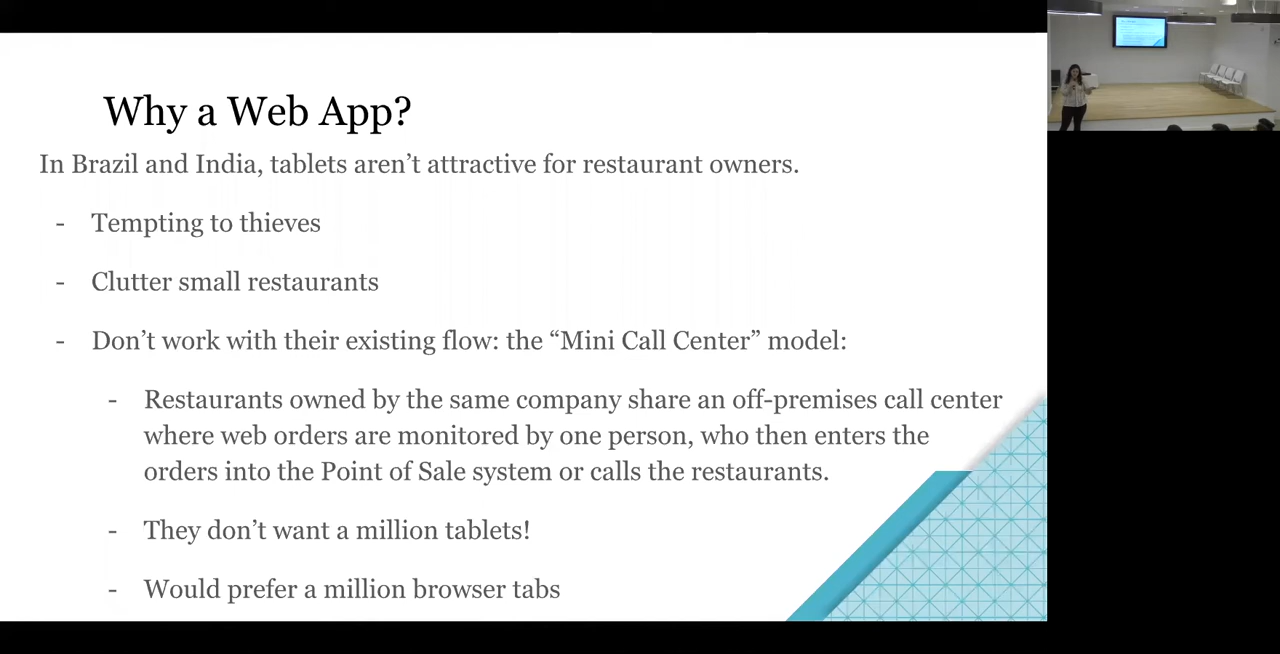 Why a Web App?
In Brazil and India, tablets aren’t attractive for restaurant owners.
- Tempting to thieves
- Clutter small restaurants
- Don’t work with their existing flow: the “Mini Call Center” model:
- Restaurants owned by the same company share an off-premises call center
where web orders are monitored by one person, who then enters the
orders into the Point of Sale system or calls the restaurants.
- They don’t want a million tablets!
- Would prefer a million browser tabs